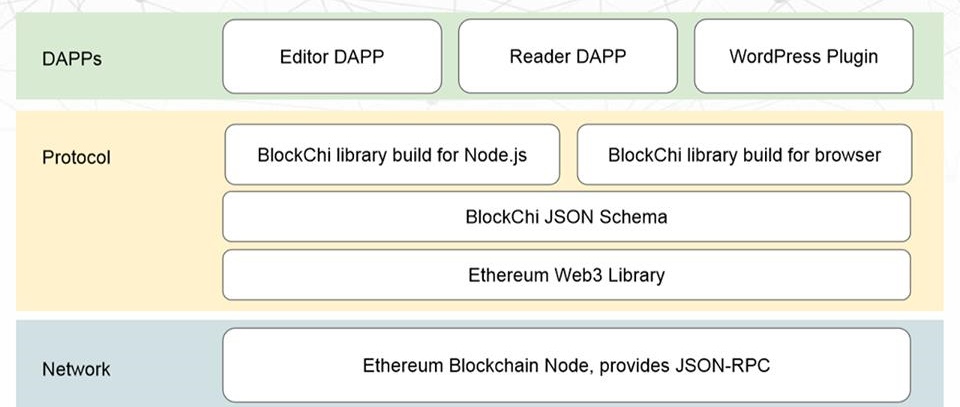 DAPPs
Editor DAPP
Reader DAPP
WordPress Plugin
Protocol
BlockChi library build for Node.js
BlockChi library build for browser
BlockChi JSON Schema
Ethereum Web3 Library
Network
Ethereum Blockchain Node, provides JSON-RPC